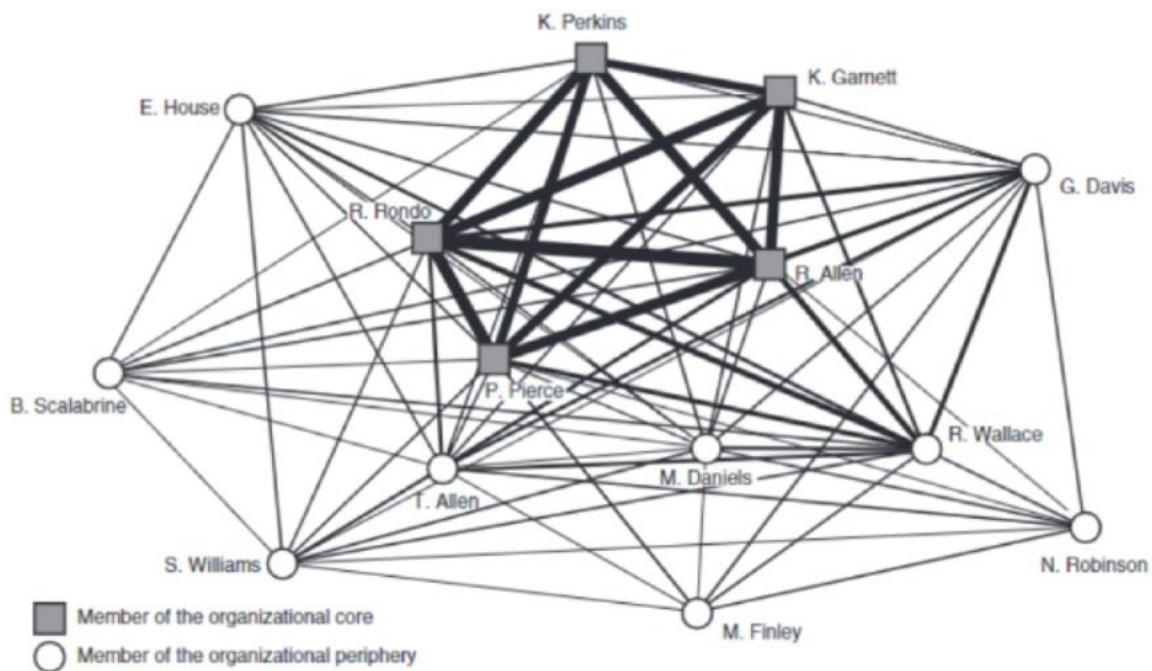 K. Perkins
K. Garnett
E. House
G. Davis
R. Rondo
R. Allen
B. Scalabrine
P. Pierce
R. Wallace
M. Daniels
T. Allen
S. Williams
N. Robinson
M. Finley
Member of the organizational core
Member of the organizational periphery